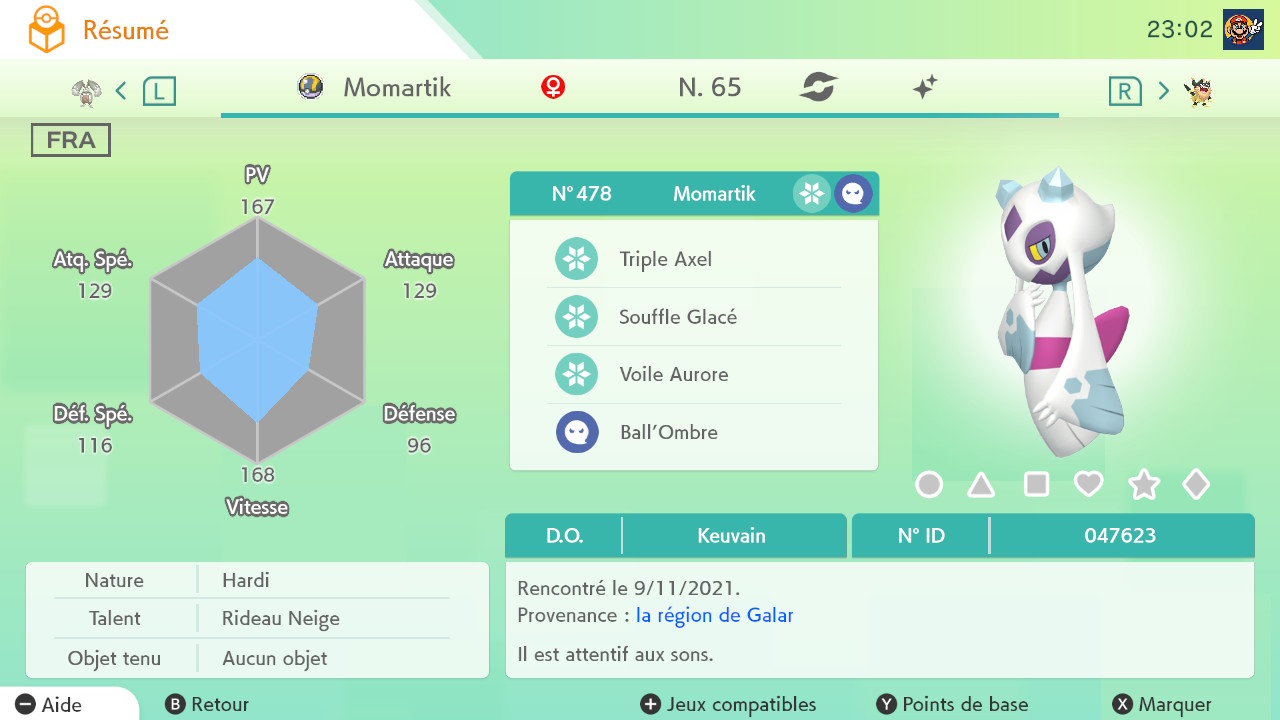 Résumé
23:02
L
Momartik
N. 65
R
FRA
PV
167
Atq. Spé.
129
Attaque
129
Déf. Spé.
116
Défense
96
168
Vitesse
N° 478 Momartik
Triple Axel
Souffle Glacé
Voile Aurore
Ball'Ombre
D.O. Keuvain
N° ID 047623
Nature Hardi
Talent Rideau Neige
Objet tenu Aucun objet
Rencontré le 9/11/2021.
Provenance : la région de Galar
Il est attentif aux sons.
Aide
B Retour
Jeux compatibles
Y Points de base
X Marquer